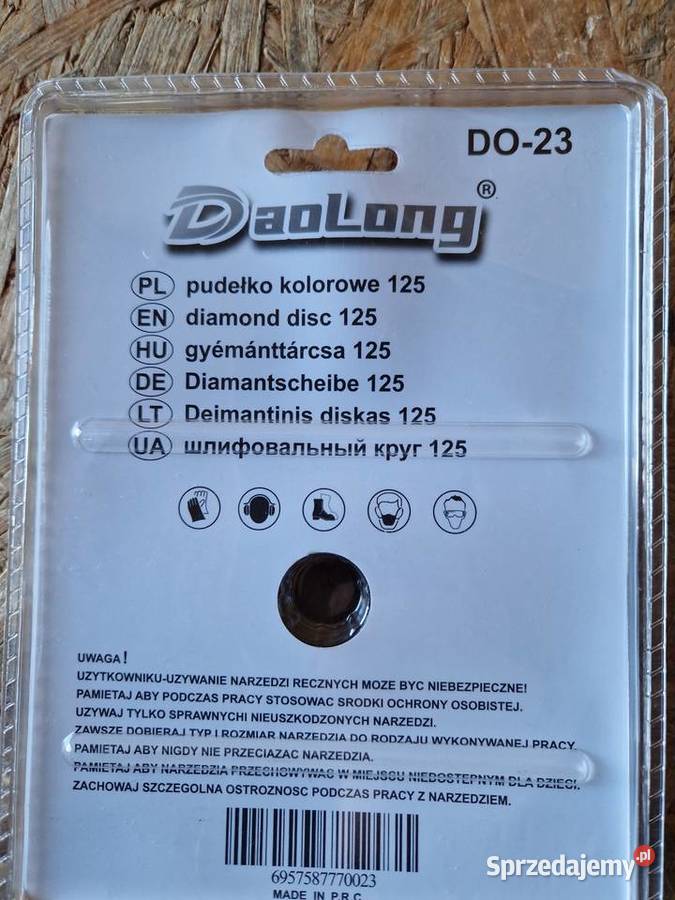 DO-23
DaoLong®
PL pudełko kolorowe 125
EN diamond disc 125
HU gyémánttárcsa 125
DE Diamantscheibe 125
LT Deimantinis diskas 125
UA шлифовальный круг 125
UWAGA!
UZYTKOWNIKU-UZYWANIE NARZEDZI RECZNYCH MOZE BYC NIEBEZPIECZNE!
PAMIETAJ ABY PODCZAS PRACY STOSOWAC SRODKI OCHRONY OSOBISTEJ.
UZYWAJ TYLKO SPRAWNYCHI NIEUSZKODZONYCH NARZEDZI.
ZAWSZE DOBIERAJ TYP I ROZMIAR NARZEDZIA DO RODZAJU WYKONYWANEJ PRACY.
PAMIETAJ ABY NIGDY NIE PRZECIAZAC NARZEDZIA.
PAMIETAJ ABY NARZEDZIA PRZECHOWYWAC W MIEJSCU NIEDOSTEPNYM DLA DZIECI.
ZACHOWAJ SZCZEGOLNA OSTROZNOSC PODCZAS PRACY Z NARZEDZIEM.
6957587770023
MADE IN P.R.C
Sprzedajemy.pl